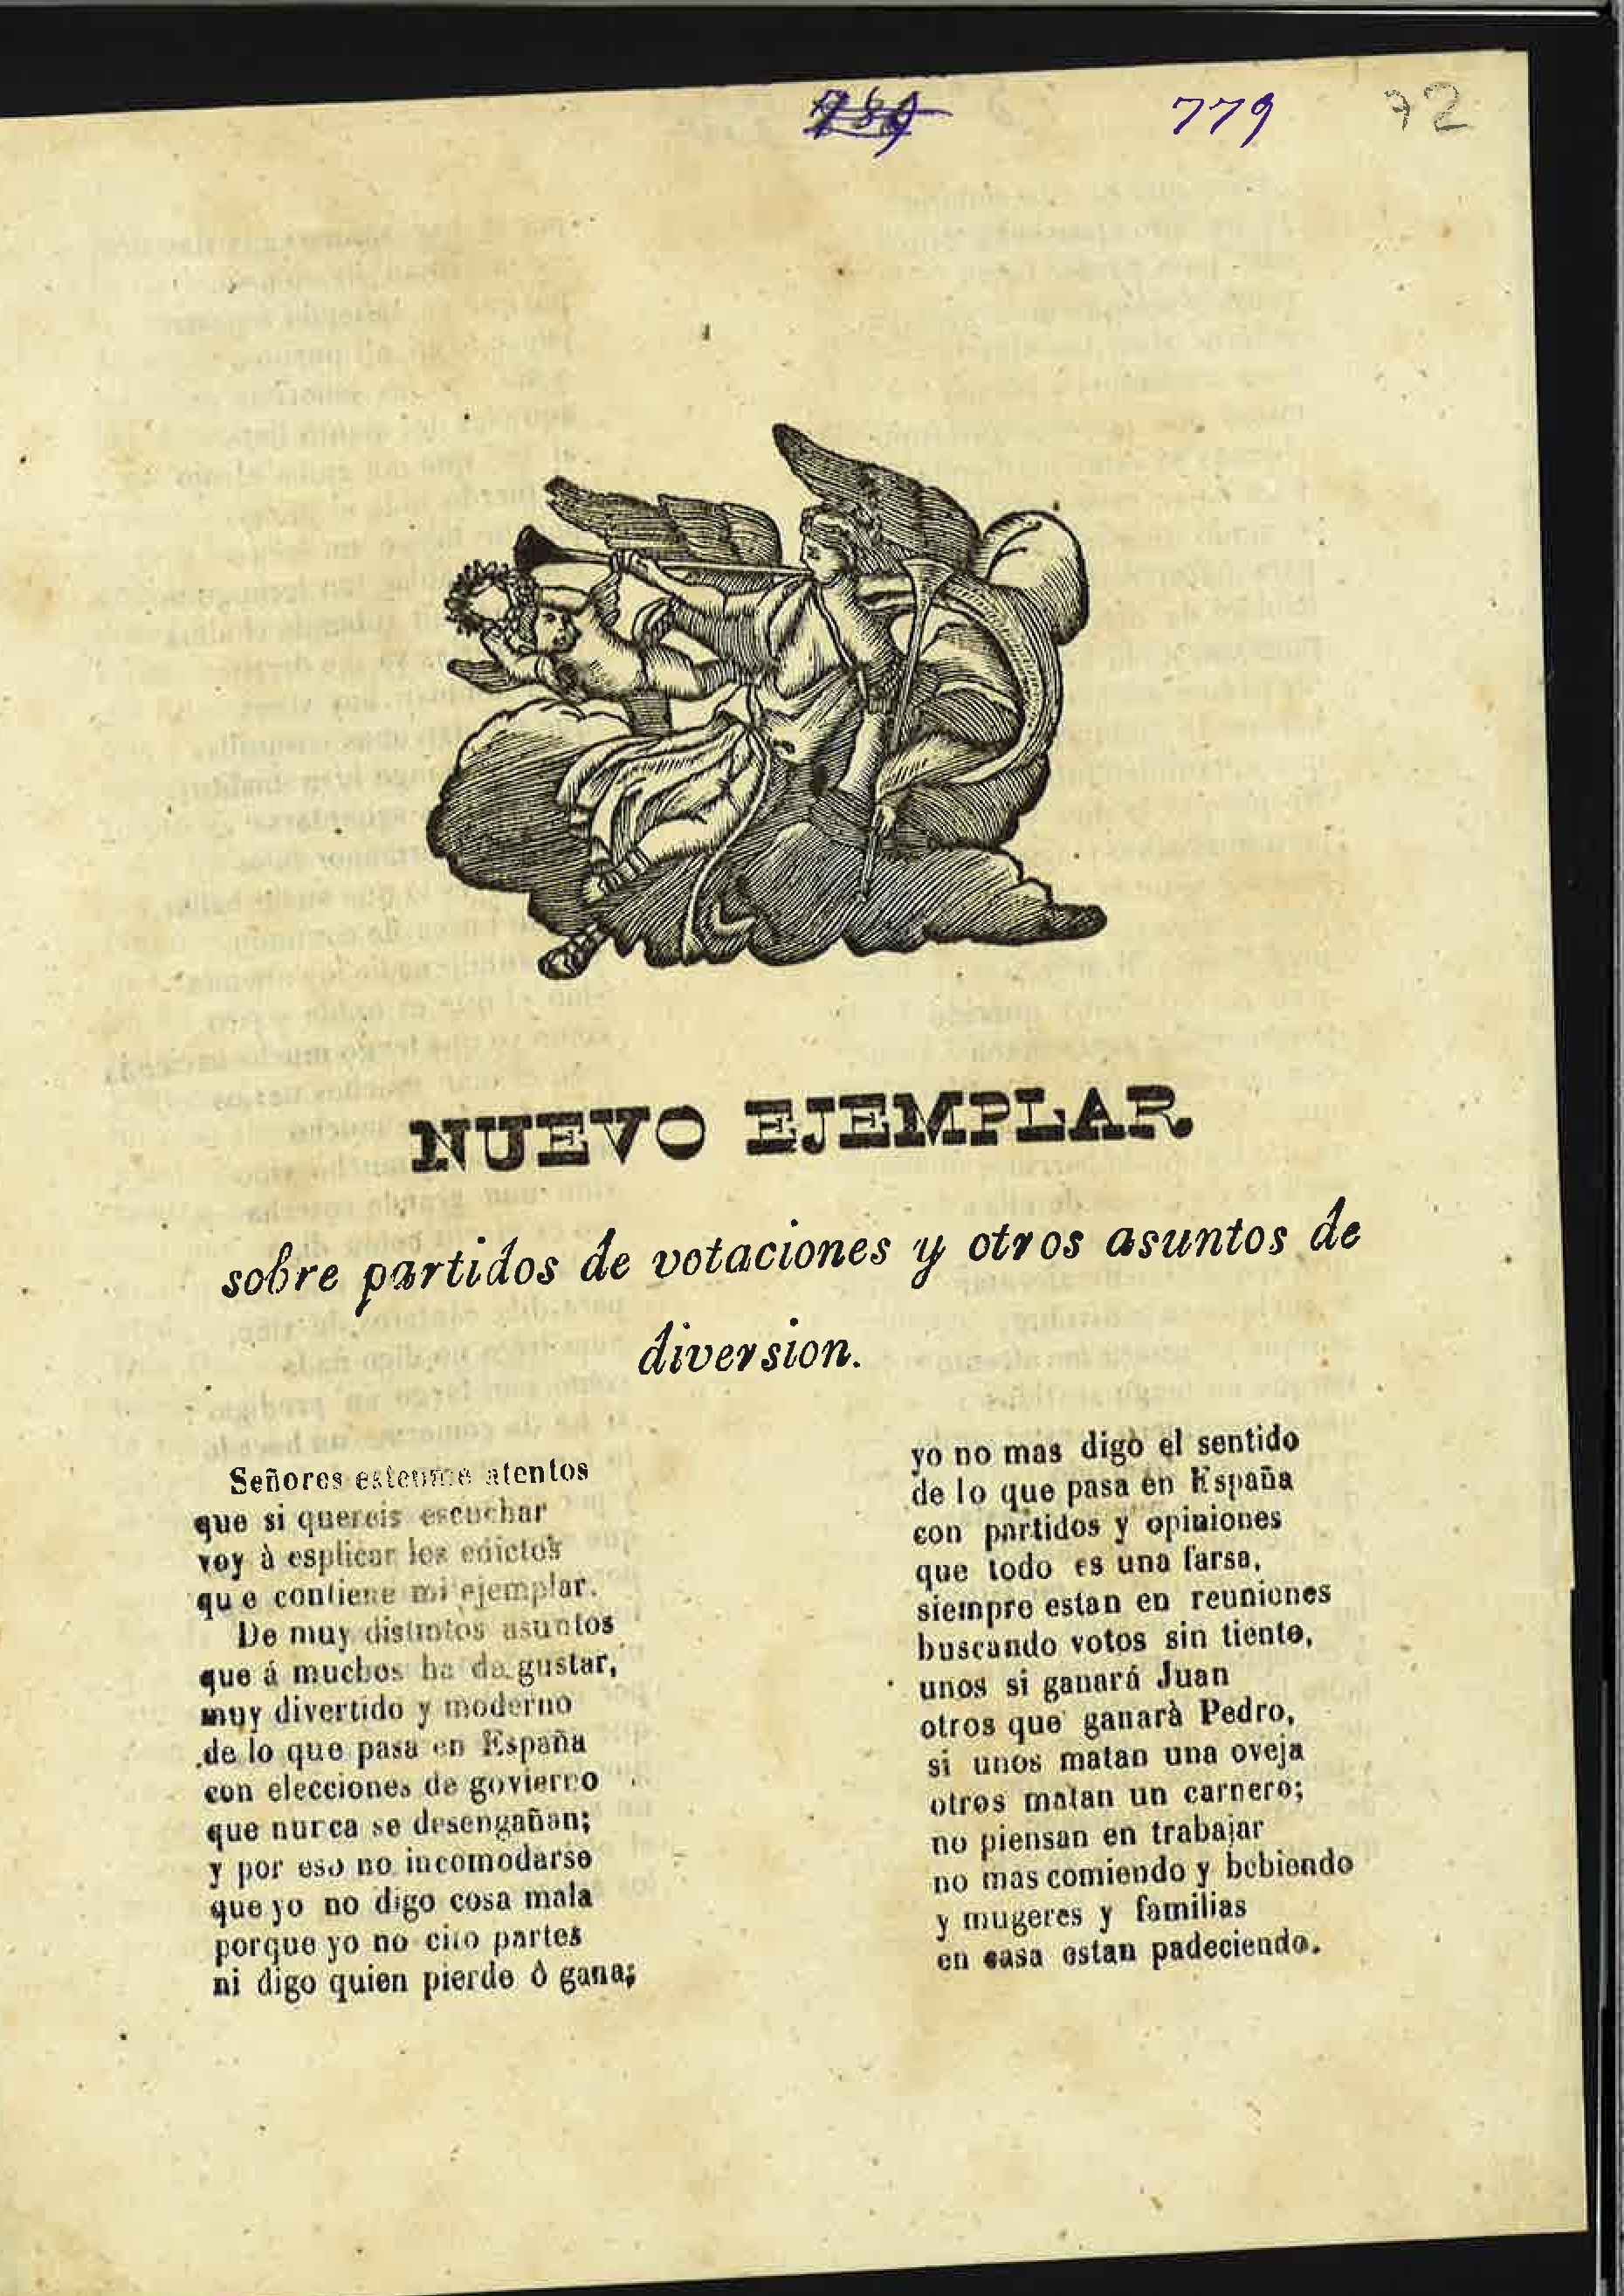 779
72
NUEVO EJEMPLAR
sobre partidos de votaciones y otros asuntos de
diversion.
Señores estenme atentos
que si quereis escuchar
voy à esplicar los edictos
que contiene mi ejemplar.
De muy distintos asuntos
que á muchos ha de gustar,
muy divertido y moderno
de lo que pasa en España
con elecciones de govierno
que nunca se desengañan;
y por eso no incomodarse
que yo no digo cosa mala
porque yo no cito partes
ni digo quien pierde ó gana;
yo no mas digo el sentido
de lo que pasa en España
con partidos y opiniones
que todo es una farsa,
siempre estan en reuniones
buscando votos sin tiento,
unos si ganará Juan
otros que ganarà Pedro,
si unos matan una oveja
otros matan un carnero;
no piensan en trabajar
no mas comiendo y bebiendo
y mugeres y familias
en casa estan padeciendo.